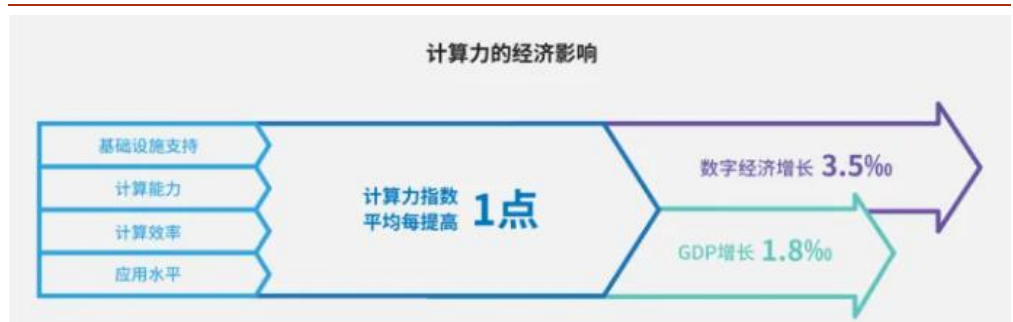 计算力的经济影响
基础设施支持
计算能力
计算效率
应用水平
计算力指数
平均每提高 1点
数字经济增长 3.5‰
GDP增长 1.8‰